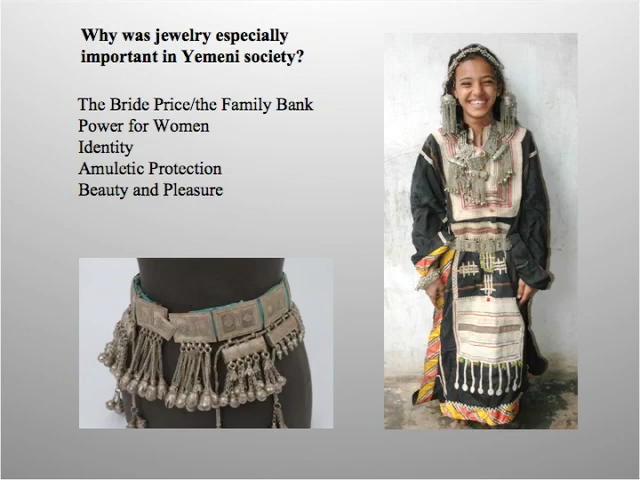 Why was jewelry especially
important in Yemeni society?
The Bride Price/the Family Bank
Power for Women
Identity
Amuletic Protection
Beauty and Pleasure